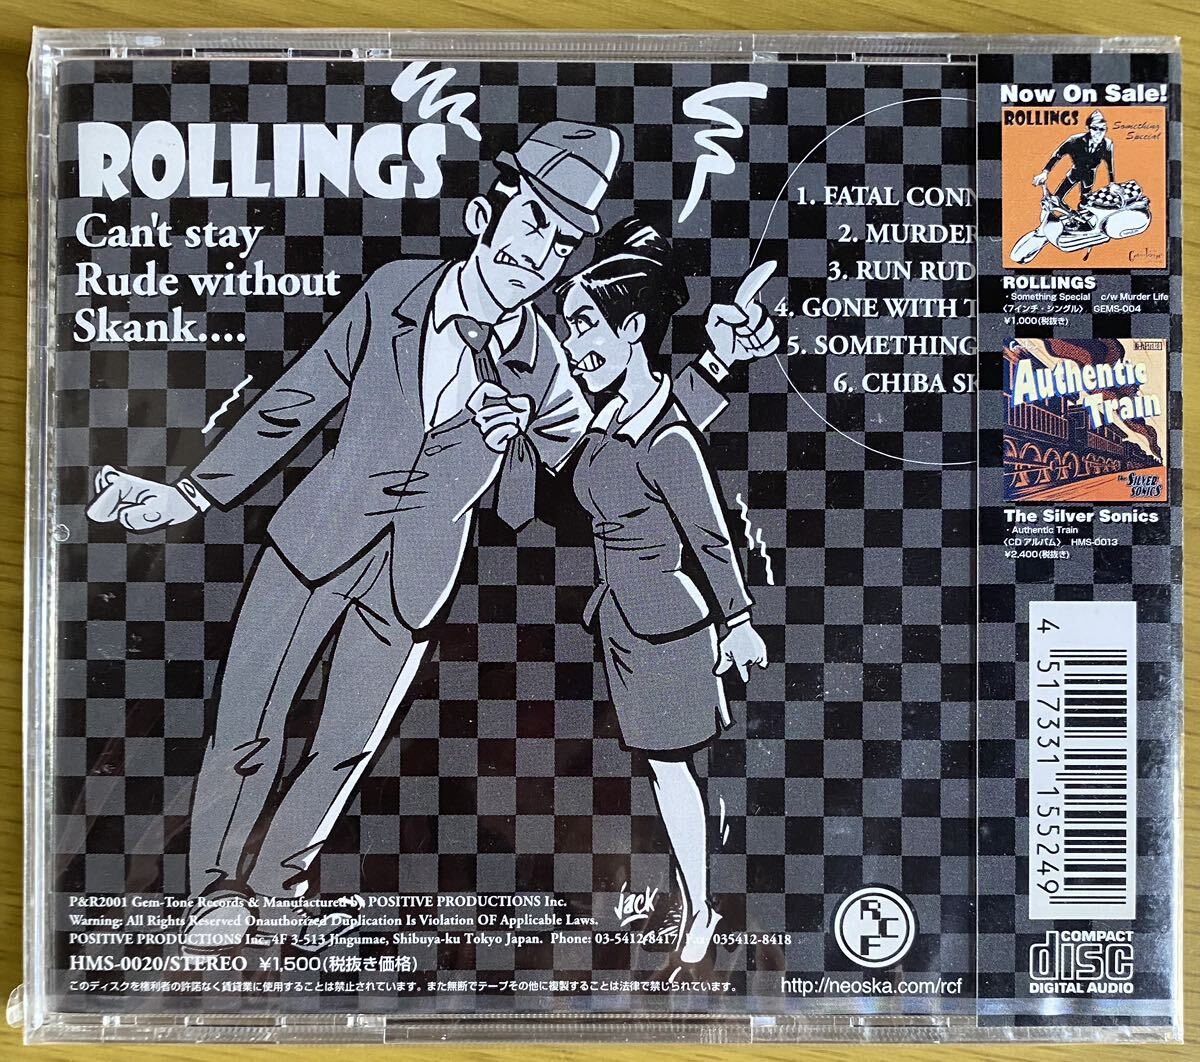 ROLLINGS
Can't stay
Rude without
Skank....
1. FATAL CONN
2. MURDER
3. RUN RUD
4. GONE WITH T
5. SOMETHING
6. CHIBA SK
Now On Sale!
ROLLINGS
Something
Special
ROLLINGS
・Something Special c/w Murder Life
〈7インチ・シングル〉 GEMS-004
¥1,000(税抜き)
Authentic
Train
The SILVER
SONICS
The Silver Sonics
・Authentic Train
〈CDアルバム〉 HMS-0013
¥2,400(税抜き)
4 517331 155249
COMPACT
disc
DIGITAL AUDIO
jack
RCF
P&R2001 Gem-Tone Records & Manufactured by POSITIVE PRODUCTIONS Inc.
Warning: All Rights Reserved Onauthorized Duplication Is Violation OF Applicable Laws.
POSITIVE PRODUCTIONS Inc. 4F 3-513 Jingumae, Shibuya-ku Tokyo Japan. Phone: 03-5412-8417 Fax 035412-8418
HMS-0020/STEREO ¥1,500(税抜き価格)
このディスクを権利者の許諾なく賃貸業に使用することは禁止されています。また無断でテープその他に複製することは法律で禁じられています。
http://neoska.com/rcf